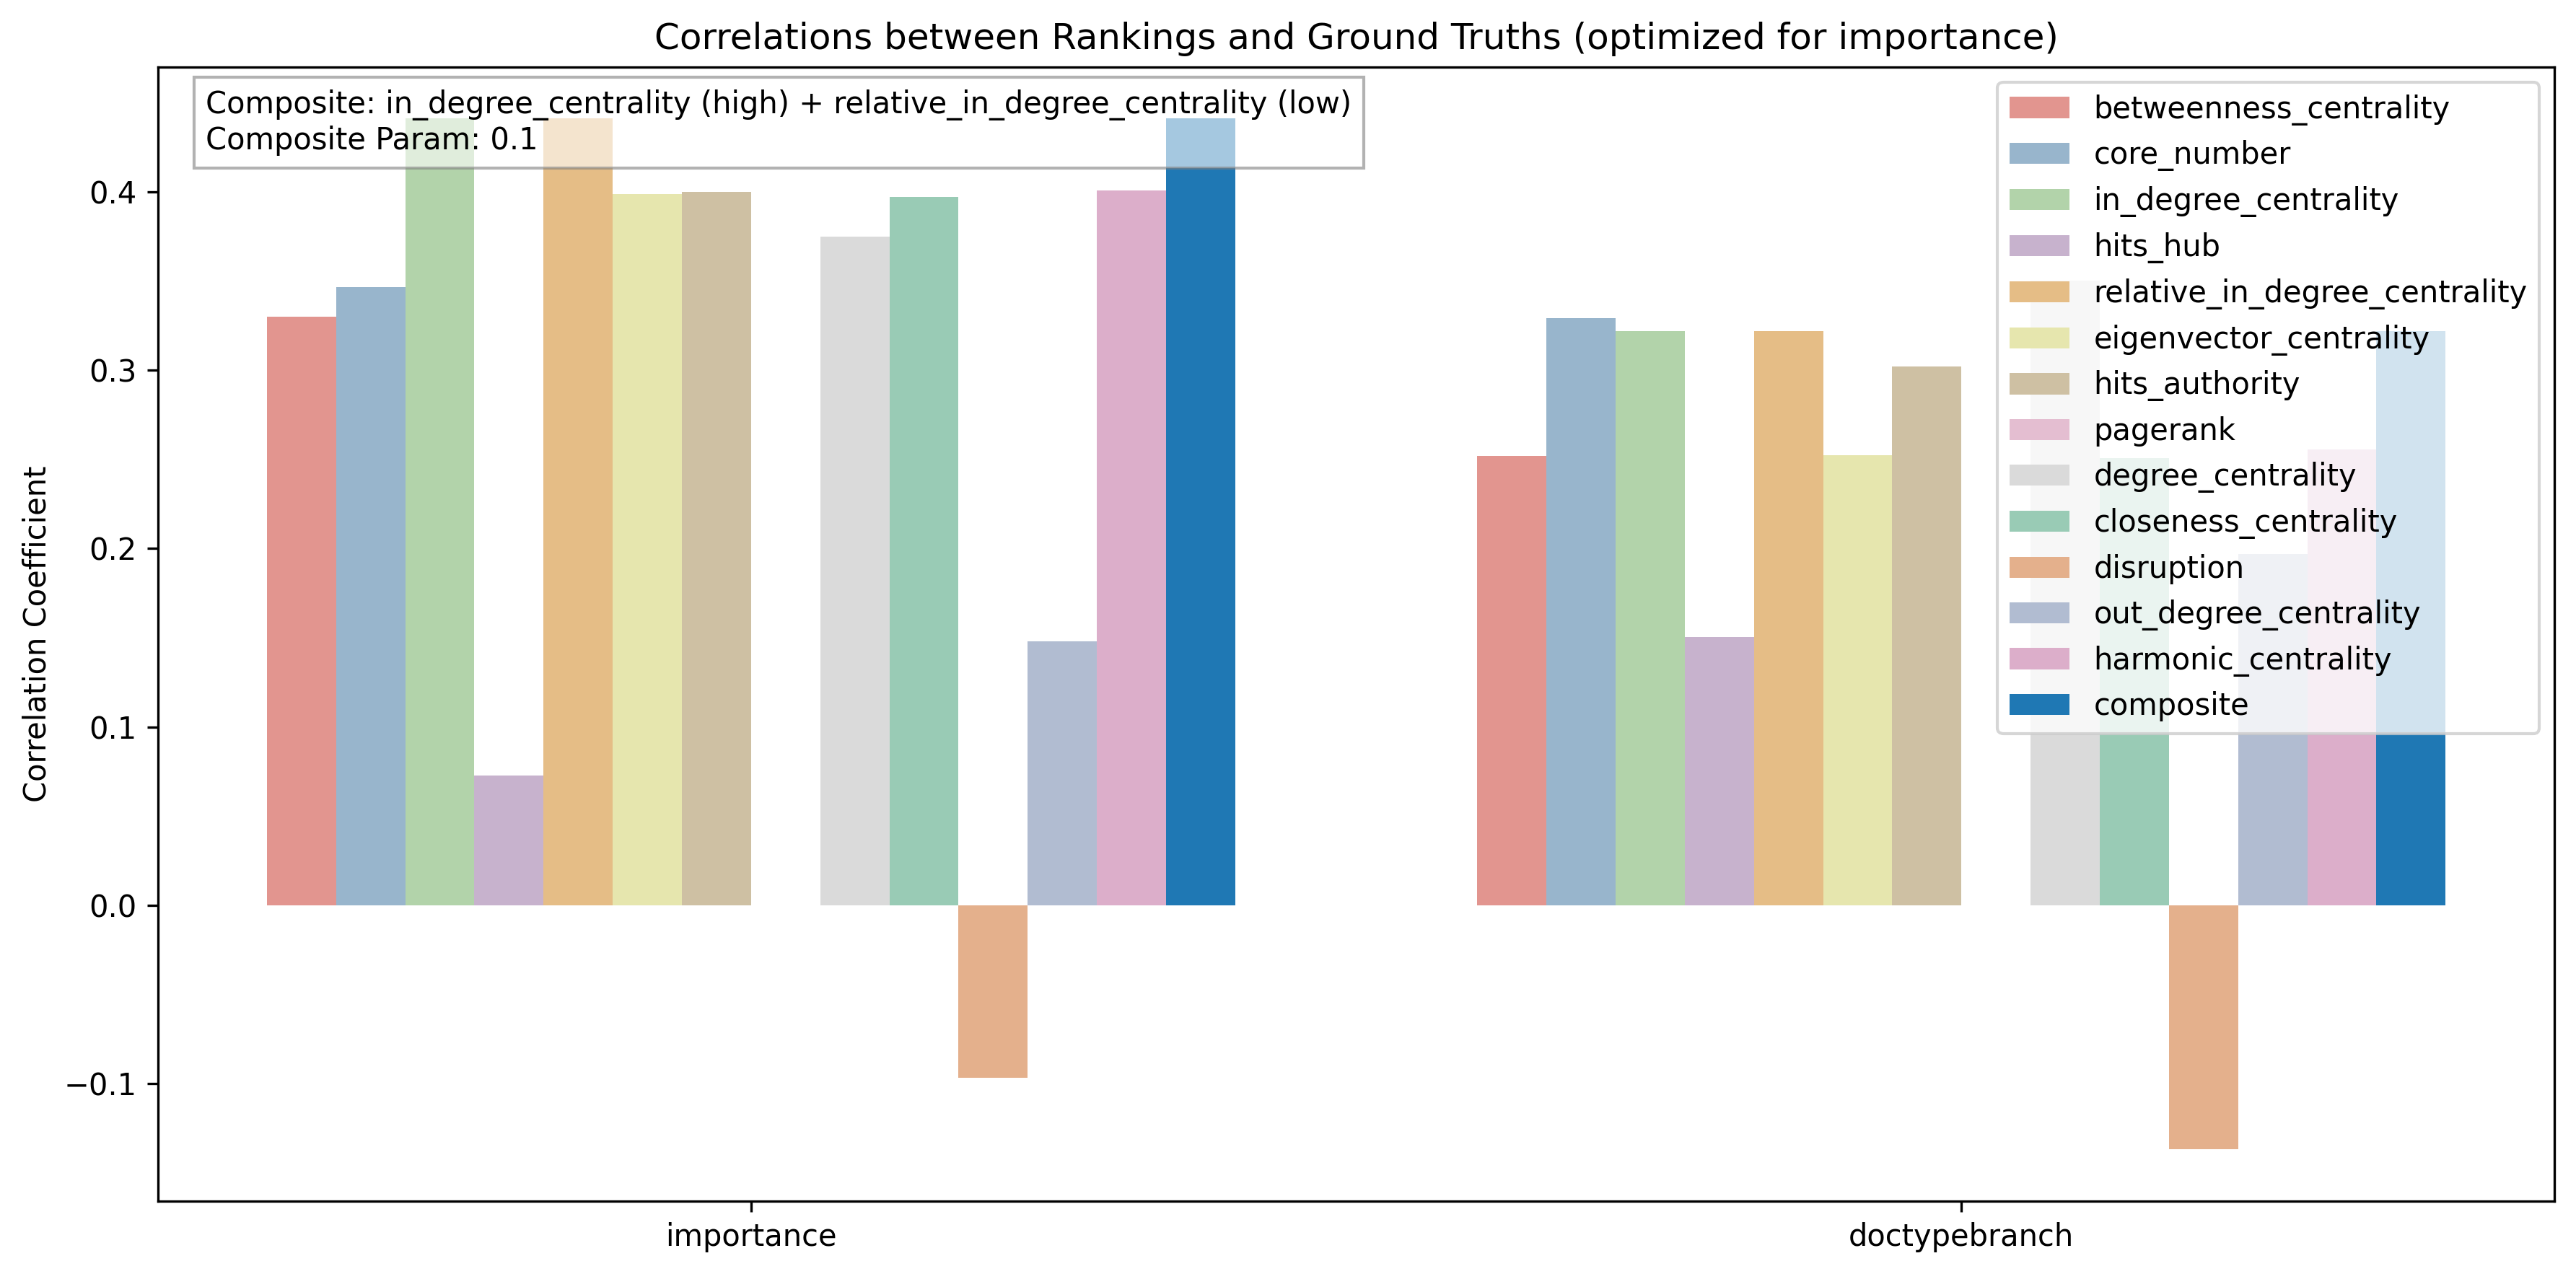 Correlations between Rankings and Ground Truths (optimized for importance)
Composite: in_degree_centrality (high) + relative_in_degree_centrality (low)
Composite Param: 0.1
betweenness_centrality
core_number
in_degree_centrality
hits_hub
relative_in_degree_centrality
eigenvector_centrality
hits_authority
pagerank
degree_centrality
closeness_centrality
disruption
out_degree_centrality
harmonic_centrality
composite
Correlation Coefficient
0.4
0.3
0.2
0.1
0.0
−0.1
importance
doctypebranch